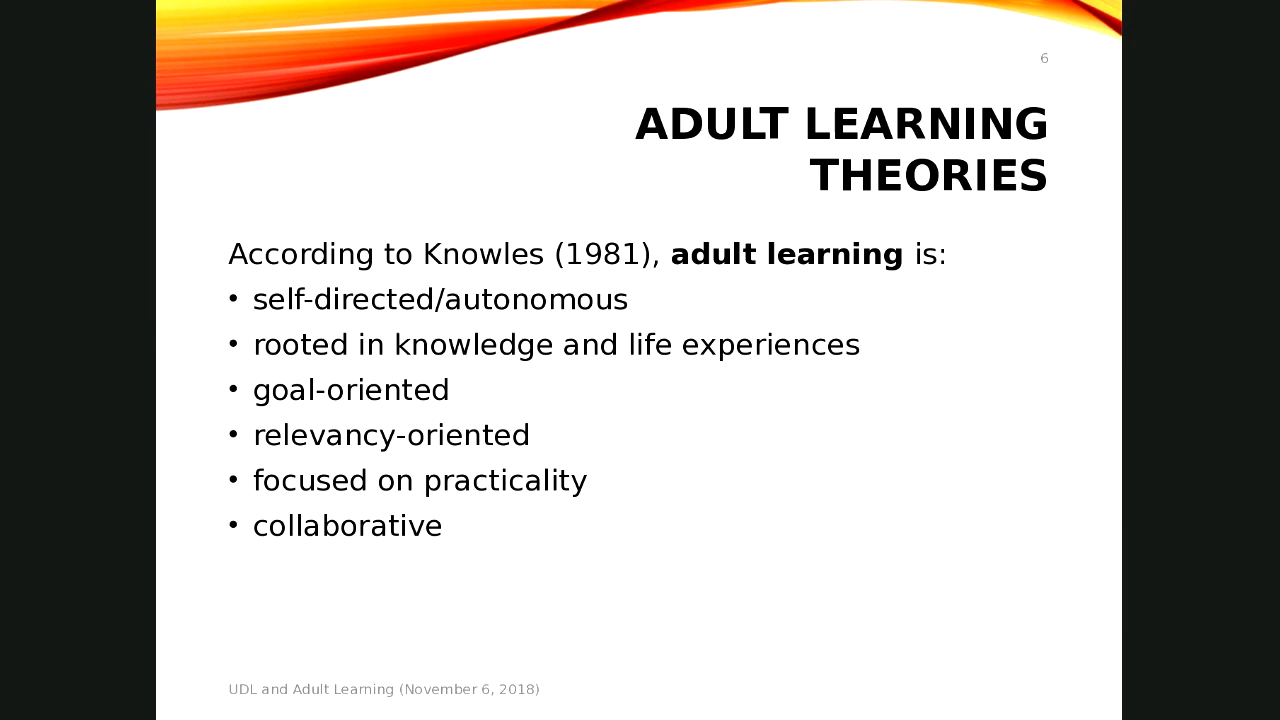 6
ADULT LEARNING
THEORIES
According to Knowles (1981), adult learning is:
• self-directed/autonomous
• rooted in knowledge and life experiences
• goal-oriented
• relevancy-oriented
• focused on practicality
• collaborative
UDL and Adult Learning (November 6, 2018)